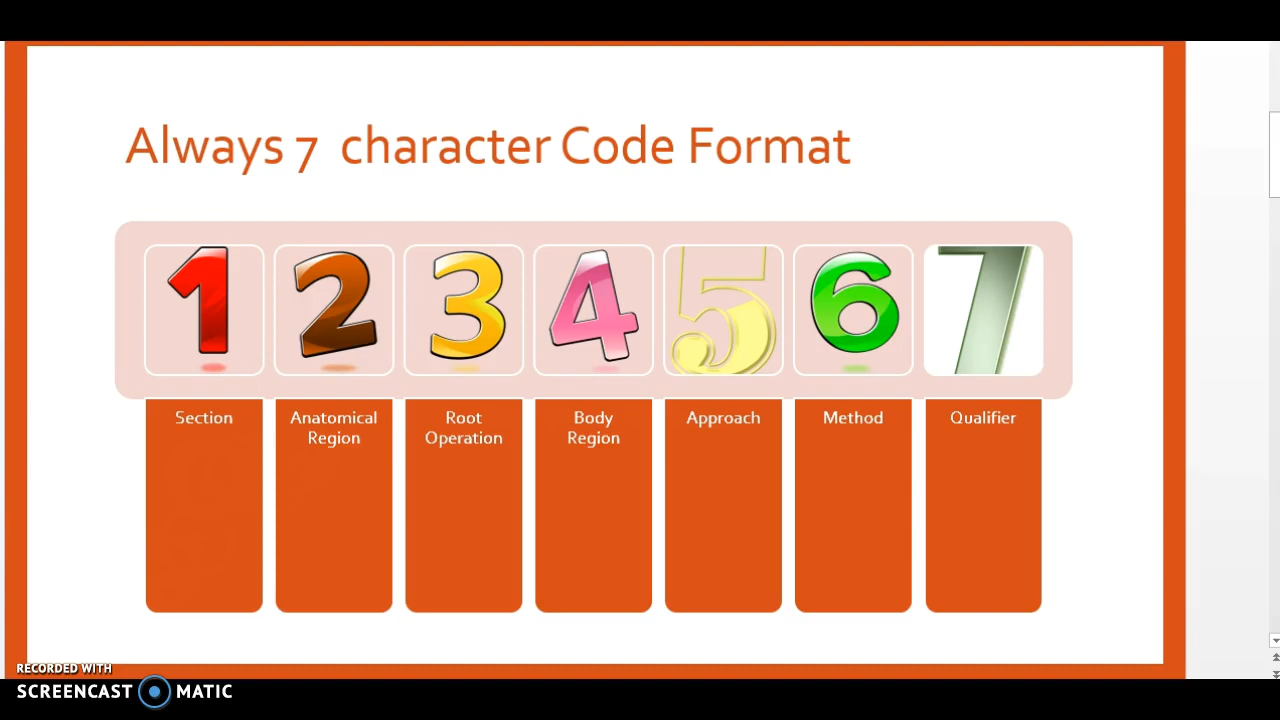 Always 7 character Code Format
1 2 3 4 5 6 7
Section
Anatomical
Region
Root
Operation
Body
Region
Approach
Method
Qualifier
RECORDED WITH
SCREENCAST MATIC